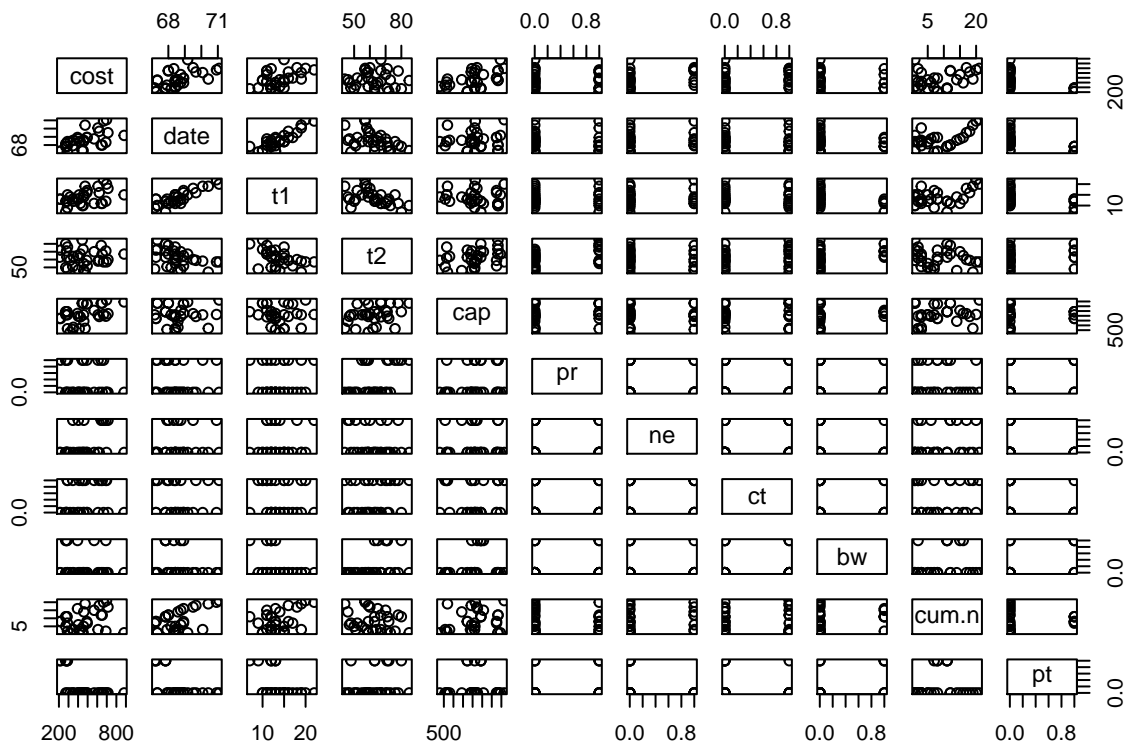 68 71 50 80 0.0 0.8 0.0 0.8 5 20
cost 200
68 date
t1 10
50 t2
cap 500
0.0 pr
ne 0.0
0.0 ct
bw 0.0
5 cum.n
pt 0.0
200 800 10 20 500 0.0 0.8 0.0 0.8 0.0 0.8